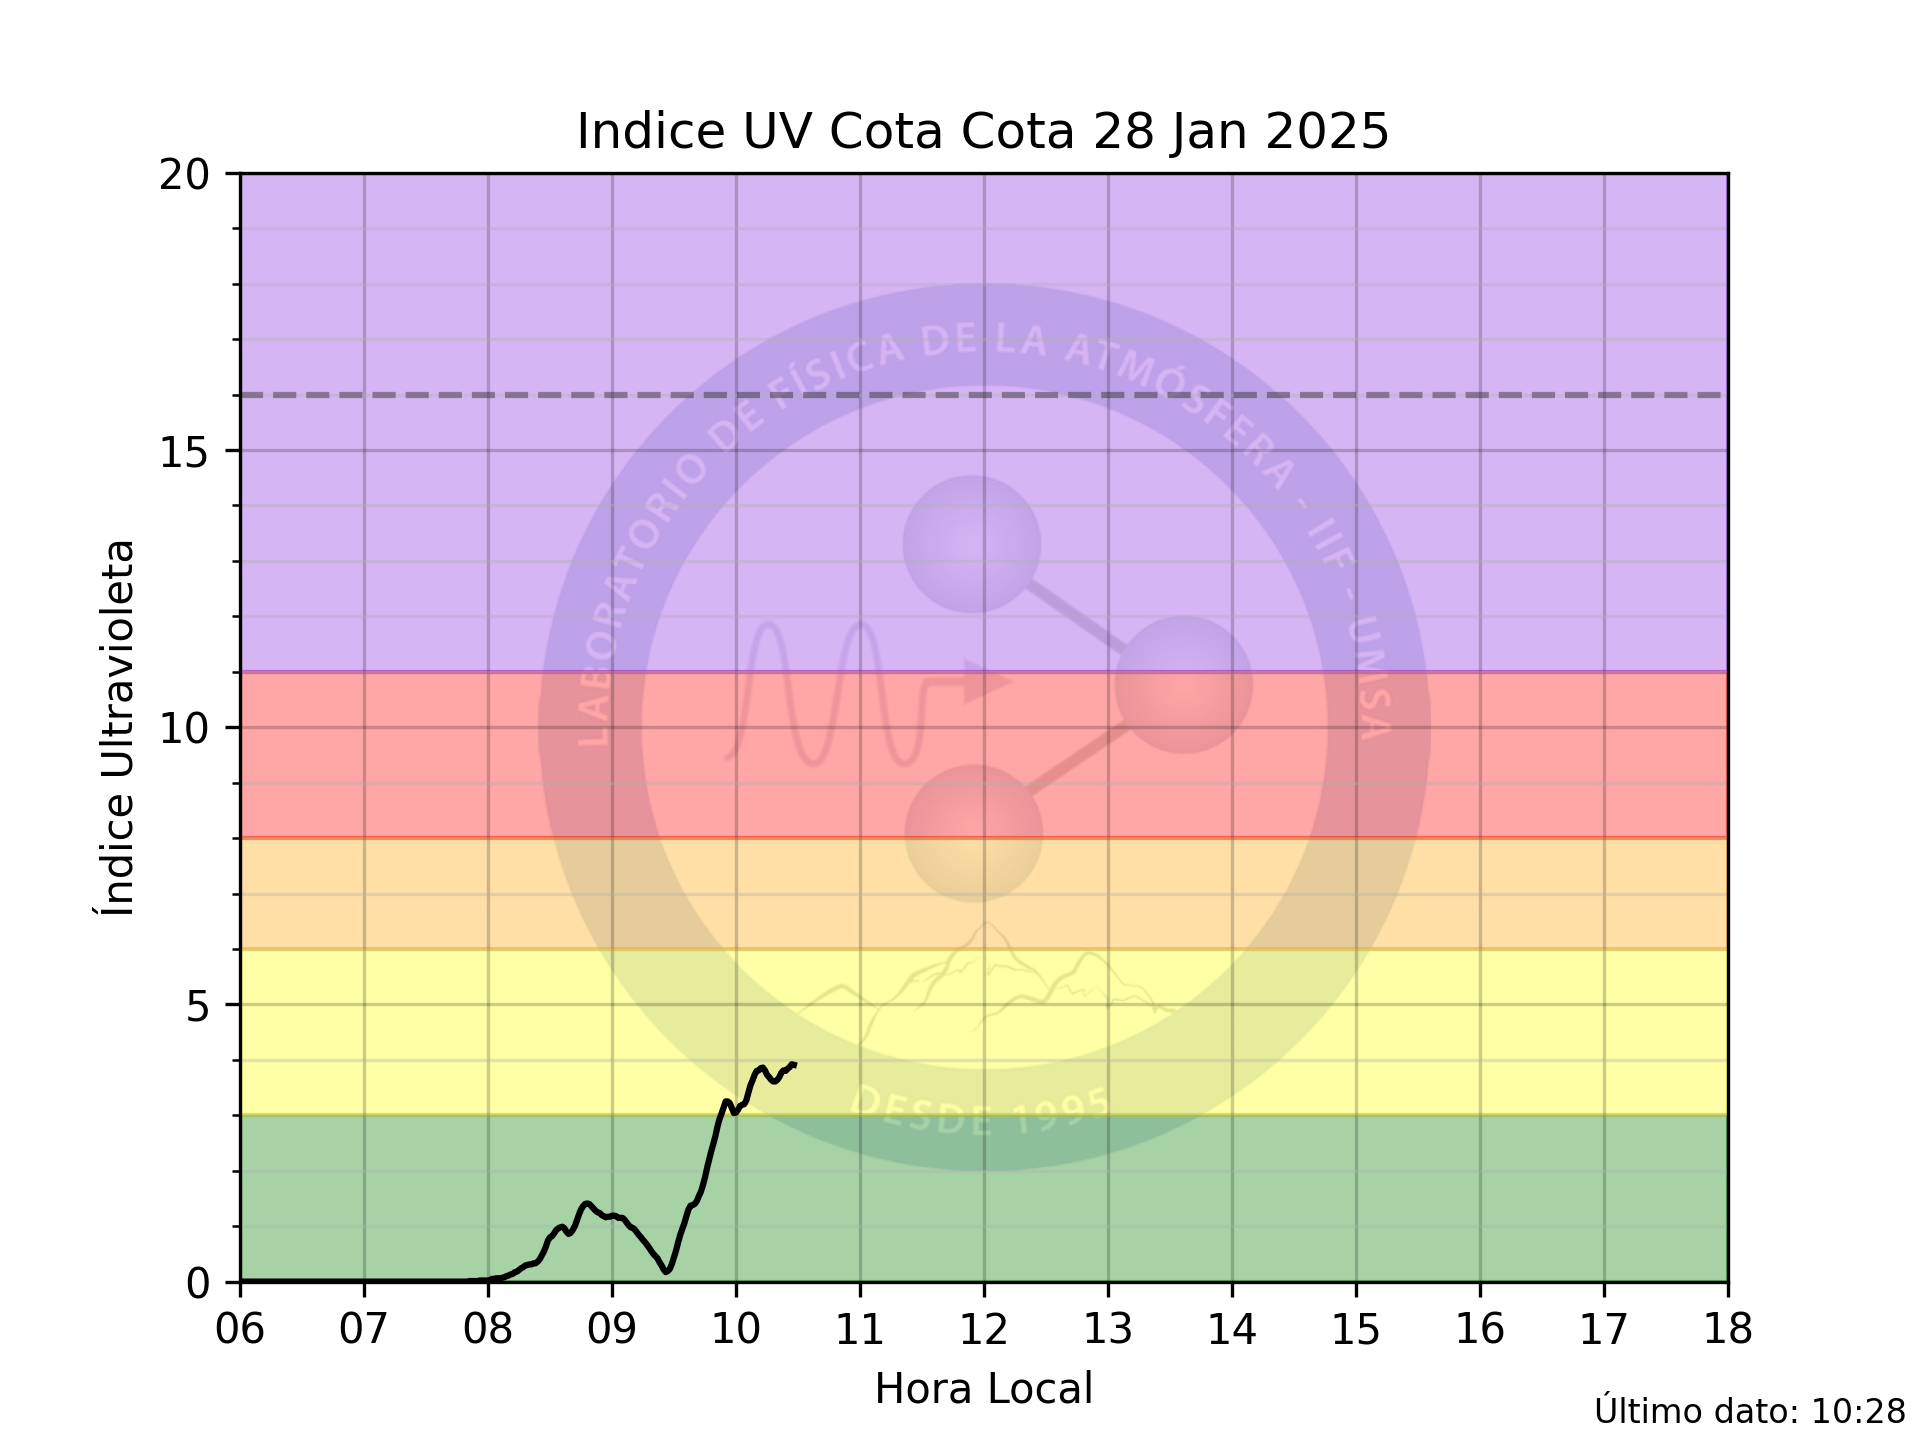 Indice UV Cota Cota 28 Jan 2025
20
15
10
5
0
Índice Ultravioleta
LABORATORIO DE FÍSICA DE LA ATMÓSFERA - IIF - UMSA
DESDE 1995
06 07 08 09 10 11 12 13 14 15 16 17 18
Hora Local
Último dato: 10:28